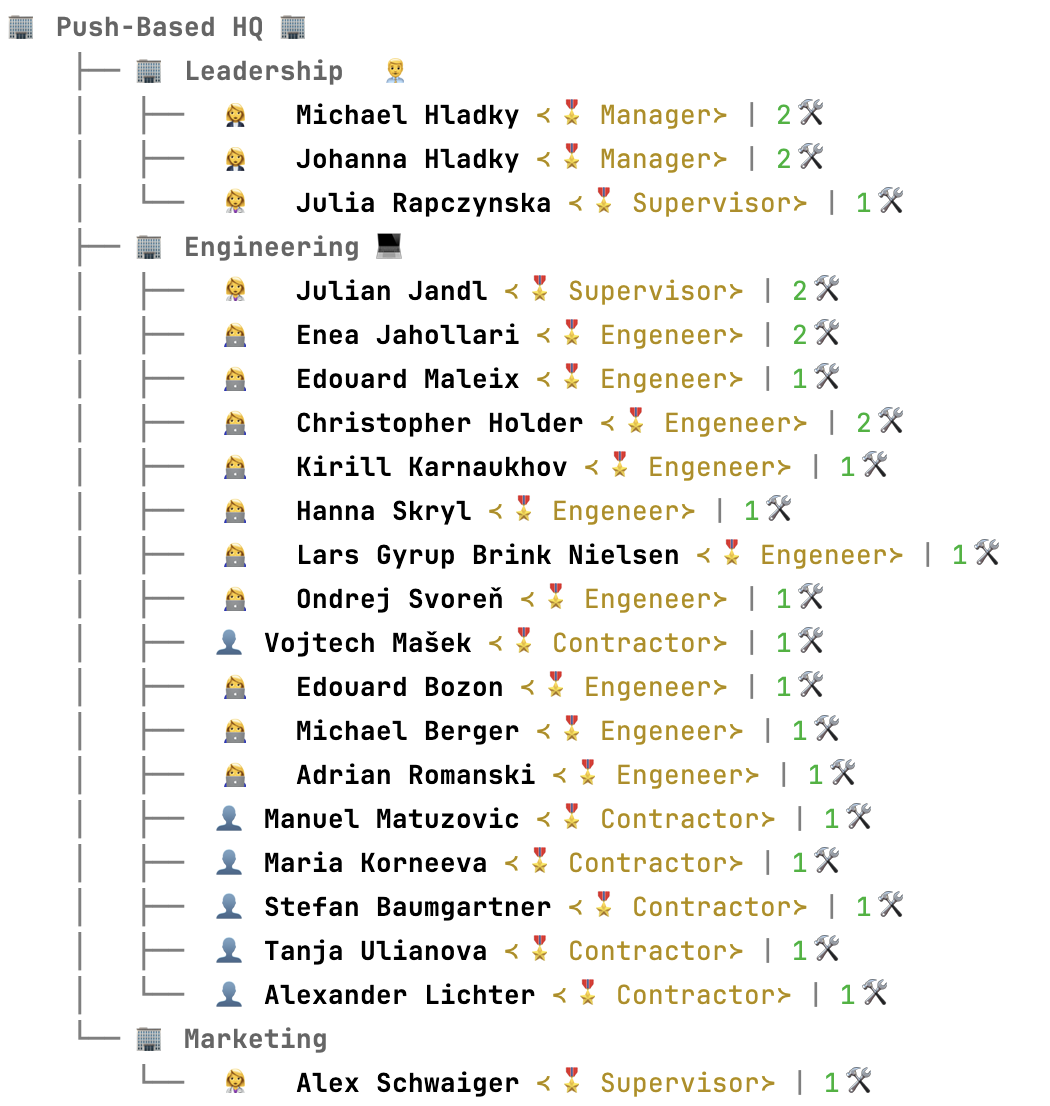 🏢 Push-Based HQ 🏢
├── 🏢 Leadership 👨‍💼
│ ├── 👩‍💼 Michael Hladky <🎖 Manager> | 2🛠
│ ├── 👩‍💼 Johanna Hladky <🎖 Manager> | 2🛠
│ └── 👩‍⚕️ Julia Rapczynska <🎖 Supervisor> | 1🛠
├── 🏢 Engineering 💻
│ ├── 👩‍⚕️ Julian Jandl <🎖 Supervisor> | 2🛠
│ ├── 👩‍💻 Enea Jahollari <🎖 Engeneer> | 2🛠
│ ├── 👩‍💻 Edouard Maleix <🎖 Engeneer> | 1🛠
│ ├── 👩‍💻 Christopher Holder <🎖 Engeneer> | 2🛠
│ ├── 👩‍💻 Kirill Karnaukhov <🎖 Engeneer> | 1🛠
│ ├── 👩‍💻 Hanna Skryl <🎖 Engeneer> | 1🛠
│ ├── 👩‍💻 Lars Gyrup Brink Nielsen <🎖 Engeneer> | 1🛠
│ ├── 👩‍💻 Ondrej Svoreň <🎖 Engeneer> | 1🛠
│ ├── 👤 Vojtech Mašek <🎖 Contractor> | 1🛠
│ ├── 👩‍💻 Edouard Bozon <🎖 Engeneer> | 1🛠
│ ├── 👩‍💻 Michael Berger <🎖 Engeneer> | 1🛠
│ ├── 👩‍💻 Adrian Romanski <🎖 Engeneer> | 1🛠
│ ├── 👤 Manuel Matuzovic <🎖 Contractor> | 1🛠
│ ├── 👤 Maria Korneeva <🎖 Contractor> | 1🛠
│ ├── 👤 Stefan Baumgartner <🎖 Contractor> | 1🛠
│ ├── 👤 Tanja Ulianova <🎖 Contractor> | 1🛠
│ └── 👤 Alexander Lichter <🎖 Contractor> | 1🛠
└── 🏢 Marketing
└── 👩‍⚕️ Alex Schwaiger <🎖 Supervisor> | 1🛠